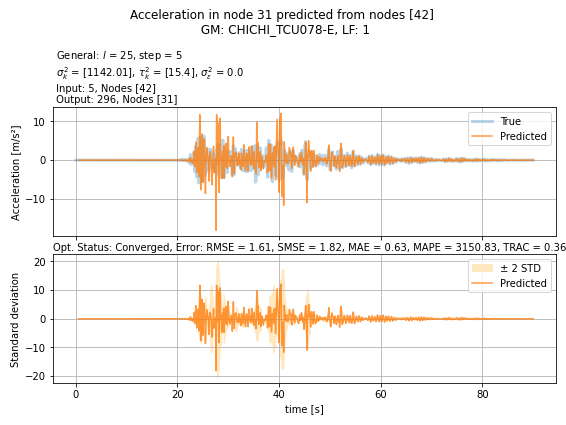 Acceleration in node 31 predicted from nodes [42]
GM: CHICHI_TCU078-E, LF: 1
General: l = 25, step = 5
σ²ₖ = [1142.01], τ²ₖ = [15.4], σ²ε = 0.0
Input: 5, Nodes [42]
Output: 296, Nodes [31]
Acceleration [m/s²]
10
0
−10
True
Predicted
Opt. Status: Converged, Error: RMSE = 1.61, SMSE = 1.82, MAE = 0.63, MAPE = 3150.83, TRAC = 0.36
Standard deviation
20
10
0
−10
−20
± 2 STD
Predicted
0 20 40 60 80
time [s]